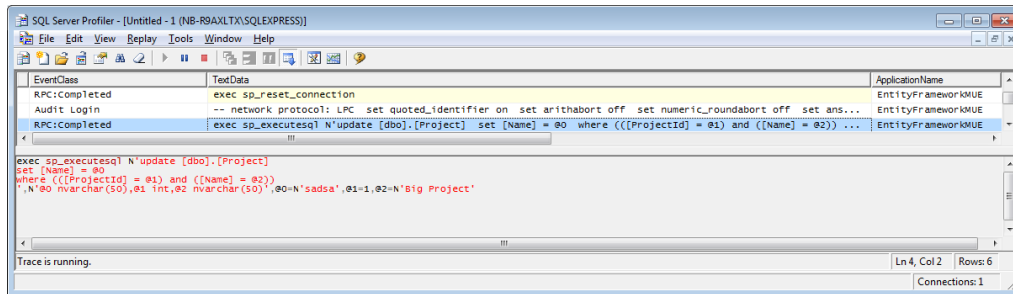 SQL Server Profiler - [Untitled - 1 (NB-R9AXLTX\SQLEXPRESS)]
File Edit View Replay Tools Window Help
EventClass TextData ApplicationName
RPC:Completed exec sp_reset_connection EntityFrameworkMUE
Audit Login -- network protocol: LPC set quoted_identifier on set arithabort off set numeric_roundabort off set ans... EntityFrameworkMUE
RPC:Completed exec sp_executesql N'update [dbo].[Project] set [Name] = @0 where (([ProjectId] = @1) and ([Name] = @2)) ... EntityFrameworkMUE
exec sp_executesql N'update [dbo].[Project]
set [Name] = @0
where (([ProjectId] = @1) and ([Name] = @2))
',N'@0 nvarchar(50),@1 int,@2 nvarchar(50)',@0=N'sadsa',@1=1,@2=N'Big Project'
Trace is running. Ln 4, Col 2 Rows: 6
Connections: 1